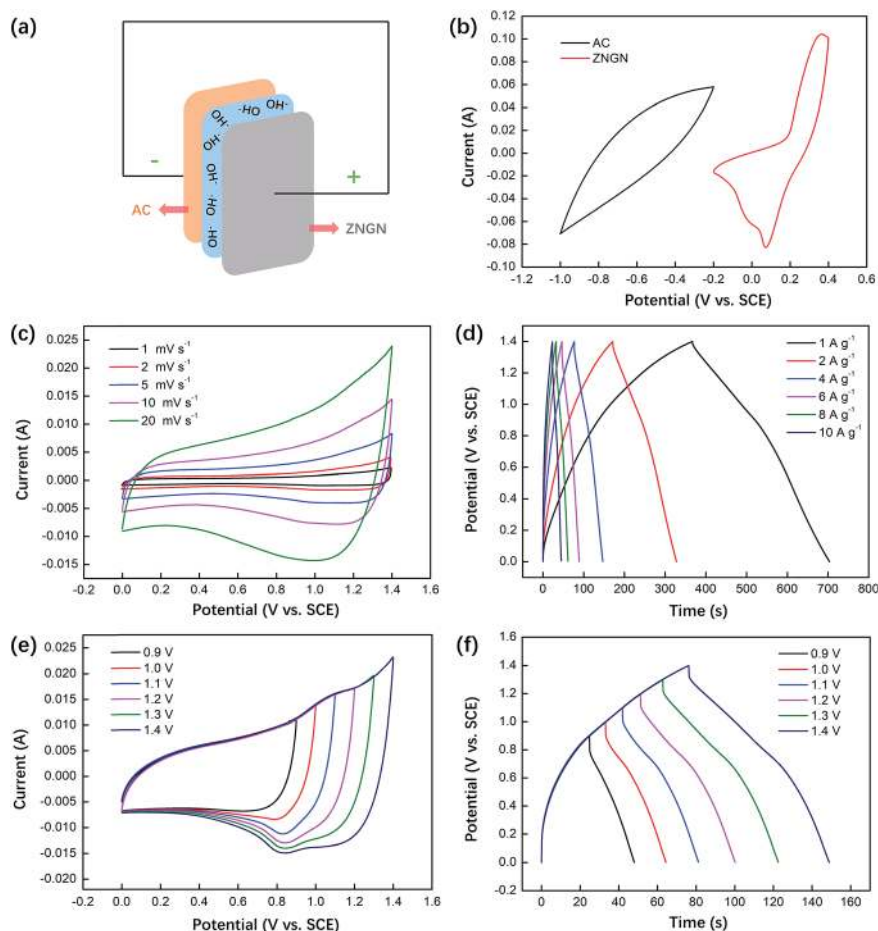 (a)
OH-
-HO
OH-
OH-
OH-
-HO
-HO
-
+
AC
ZNGN
(b)
AC
ZNGN
Current (A)
0.12
0.10
0.08
0.06
0.04
0.02
0.00
-0.02
-0.04
-0.06
-0.08
-0.10
-1.2 -1.0 -0.8 -0.6 -0.4 -0.2 0.0 0.2 0.4 0.6
Potential (V vs. SCE)
(c)
1 mV s⁻¹
2 mV s⁻¹
5 mV s⁻¹
10 mV s⁻¹
20 mV s⁻¹
Current (A)
0.025
0.020
0.015
0.010
0.005
0.000
-0.005
-0.010
-0.015
-0.2 0.0 0.2 0.4 0.6 0.8 1.0 1.2 1.4 1.6
Potential (V vs. SCE)
(d)
1 A g⁻¹
2 A g⁻¹
4 A g⁻¹
6 A g⁻¹
8 A g⁻¹
10 A g⁻¹
Potential (V vs. SCE)
1.6
1.4
1.2
1.0
0.8
0.6
0.4
0.2
0.0
-100 0 100 200 300 400 500 600 700 800
Time (s)
(e)
0.9 V
1.0 V
1.1 V
1.2 V
1.3 V
1.4 V
Current (A)
0.025
0.020
0.015
0.010
0.005
0.000
-0.005
-0.010
-0.015
-0.020
-0.2 0.0 0.2 0.4 0.6 0.8 1.0 1.2 1.4 1.6
Potential (V vs. SCE)
(f)
0.9 V
1.0 V
1.1 V
1.2 V
1.3 V
1.4 V
Potential (V vs. SCE)
1.6
1.4
1.2
1.0
0.8
0.6
0.4
0.2
0.0
-0.2
0 20 40 60 80 100 120 140 160
Time (s)